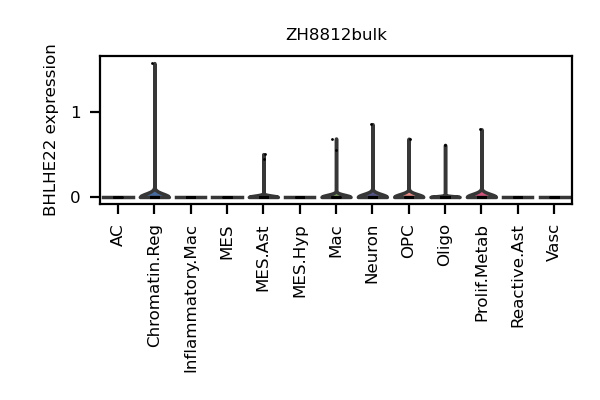 ZH8812bulk
BHLHE22 expression
1
0
AC
Chromatin.Reg
Inflammatory.Mac
MES
MES.Ast
MES.Hyp
Mac
Neuron
OPC
Oligo
Prolif.Metab
Reactive.Ast
Vasc